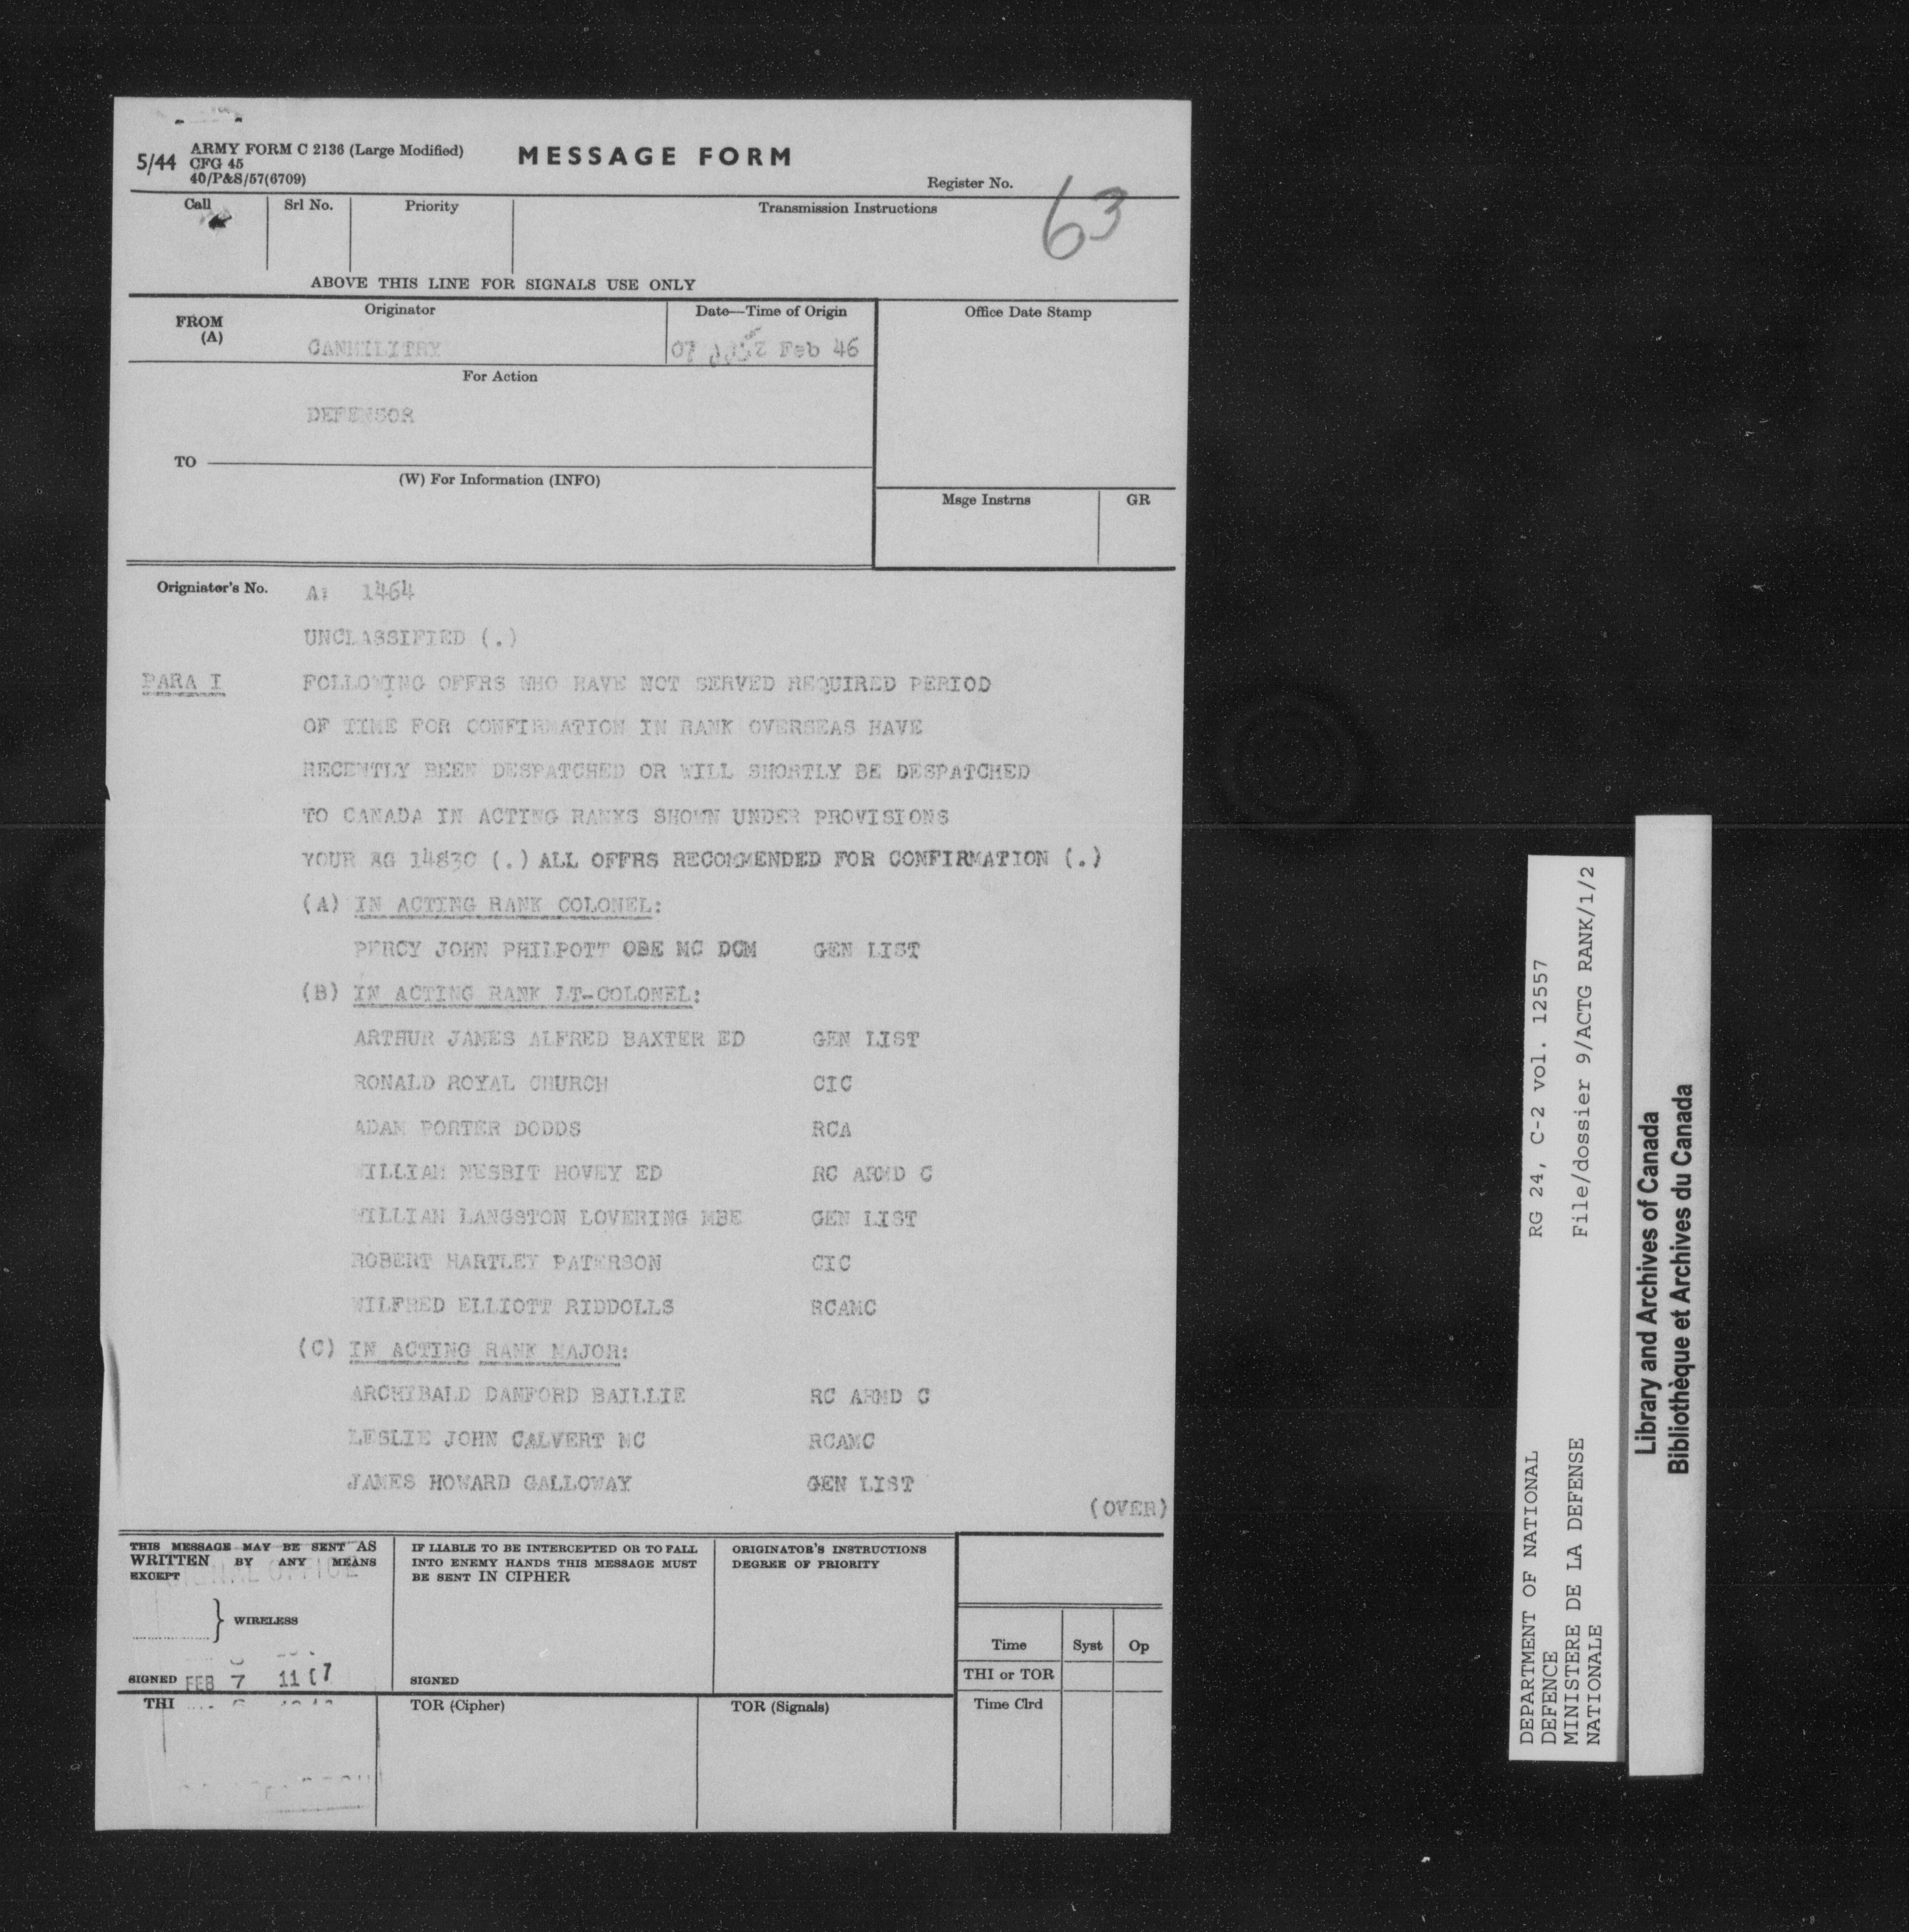 5/44 ARMY FORM C 2136 (Large Modified)
CFG 45
40/P&S/57(6709)
MESSAGE FORM
Register No.
63
Call Srl No. Priority Transmission Instructions
ABOVE THIS LINE FOR SIGNALS USE ONLY
FROM (A) Originator Date—Time of Origin Office Date Stamp
CANMILITRY 07 Feb 46
For Action
DEFENSOR
TO
(W) For Information (INFO)
Msge Instrns GR
Origniator's No. A: 1464
UNCLASSIFIED (.)
PARA I FOLLOWING OFFRS WHO HAVE NOT SERVED REQUIRED PERIOD
OF TIME FOR CONFIRMATION IN RANK OVERSEAS HAVE
RECENTLY BEEN DESPATCHED OR WILL SHORTLY BE DESPATCHED
TO CANADA IN ACTING RANKS SHOWN UNDER PROVISIONS
YOUR AG 14830 (.) ALL OFFRS RECOMMENDED FOR CONFIRMATION (.)
(A) IN ACTING RANK COLONEL:
PERCY JOHN PHILPOTT OBE MC DCM GEN LIST
(B) IN ACTING RANK LT-COLONEL:
ARTHUR JAMES ALFRED BAXTER ED GEN LIST
RONALD ROYAL CHURCH CIC
ADAM PORTER DODDS RCA
WILLIAM NESBIT HOVEY ED RC ARMD C
WILLIAM LANGSTON LOVERING MBE GEN LIST
ROBERT HARTLEY PATERSON CIC
WILFRED ELLIOTT RIDDOLLS RCAMC
(C) IN ACTING RANK MAJOR:
ARCHIBALD DANFORD BAILLIE RC ARMD C
LESLIE JOHN CALVERT MC RCAMC
JAMES HOWARD GALLOWAY GEN LIST
(OVER)
THIS MESSAGE MAY BE SENT AS WRITTEN BY ANY MEANS EXCEPT
WIRELESS
SIGNED FEB 7
IF LIABLE TO BE INTERCEPTED OR TO FALL INTO ENEMY HANDS THIS MESSAGE MUST BE SENT IN CIPHER
SIGNED
ORIGINATOR'S INSTRUCTIONS DEGREE OF PRIORITY
Time Syst Op
THI or TOR
Time Clrd
THI TOR (Cipher) TOR (Signals)
DEPARTMENT OF NATIONAL RG 24, C-2 vol. 12557
DEFENCE
MINISTERE DE LA DEFENSE File/dossier 9/ACTG RANK/1/2
NATIONALE
Library and Archives of Canada
Bibliothèque et Archives du Canada